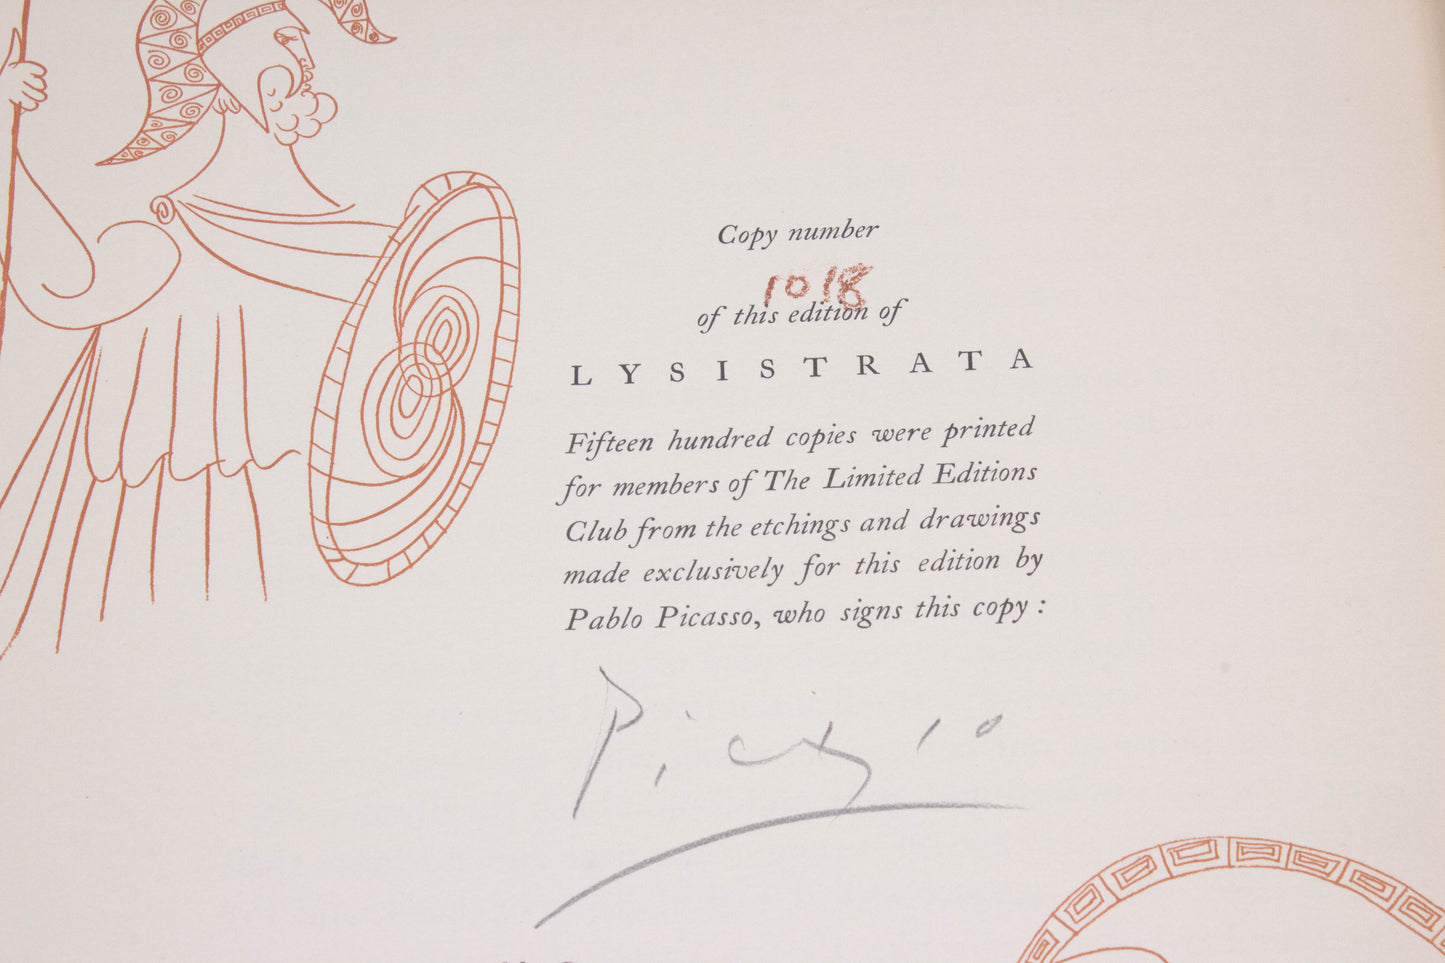 Copy number
1018
of this edition of
LYSISTRATA
Fifteen hundred copies were printed
for members of The Limited Editions
Club from the etchings and drawings
made exclusively for this edition by
Pablo Picasso, who signs this copy :
Picasso